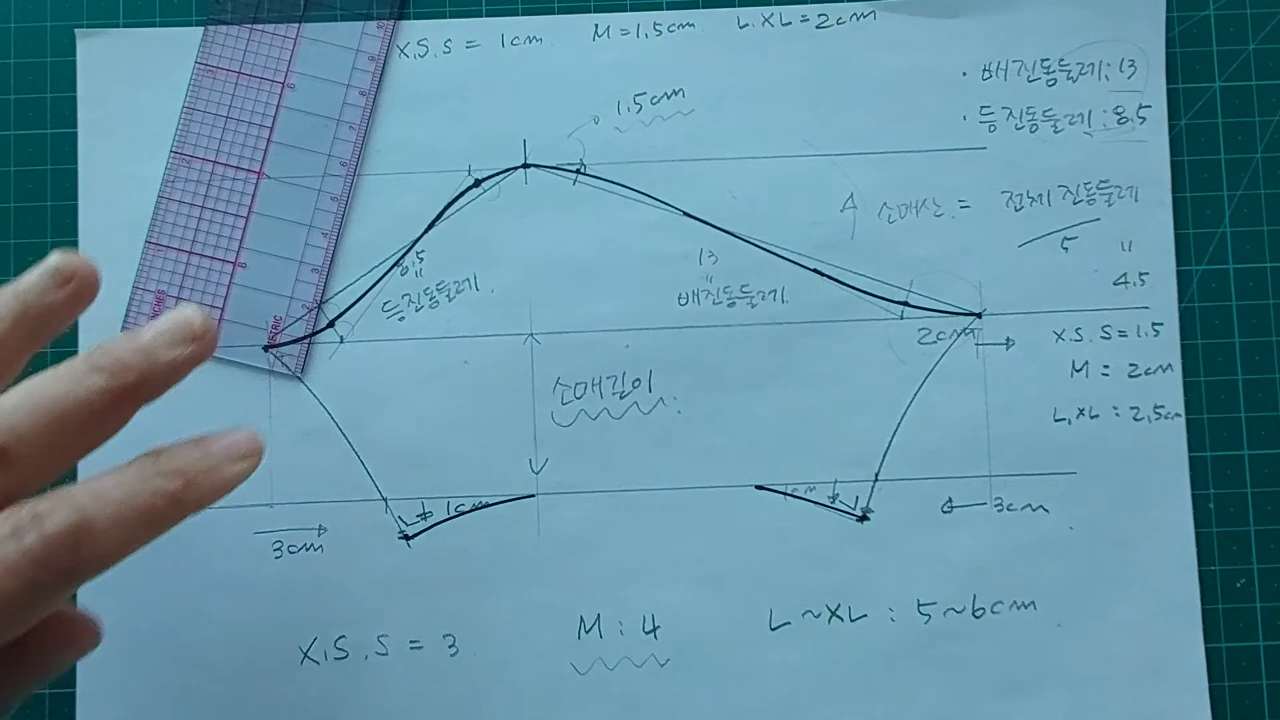 X.S.S = 1cm M=1.5cm L.XL=2cm
· 배진동둘레: 13
· 등진동둘레: 8.5
1.5cm
소매산 = 전체 진동둘레
5 "
4.5
8.5
"
등진동둘레.
13
"
배진동둘레.
2cm
X.S.S=1.5
M = 2cm
L,XL: 2,5cm
소매길이
1cm
1cm
3cm
3cm
X,S,S = 3 M : 4 L~XL : 5~6cm
METRIC